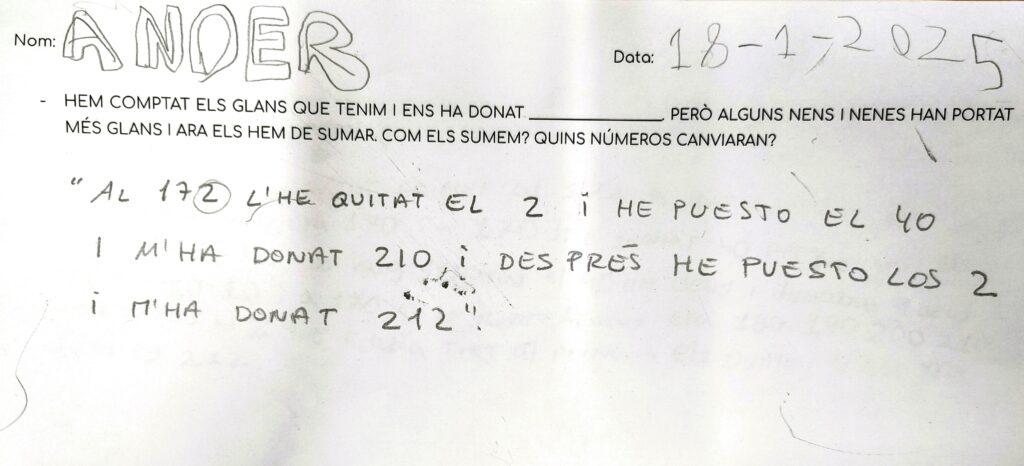 Nom: ANDER Data: 18-1-2025
- HEM COMPTAT ELS GLANS QUE TENIM I ENS HA DONAT ____________, PERÒ ALGUNS NENS I NENES HAN PORTAT
MÉS GLANS I ARA ELS HEM DE SUMAR. COM ELS SUMEM? QUINS NÚMEROS CANVIARAN?
"AL 172 L'HE QUITAT EL 2 i HE PUESTO EL 40
I M'HA DONAT 210, i DESPRÉS HE PUESTO LOS 2
i M'HA DONAT 212".